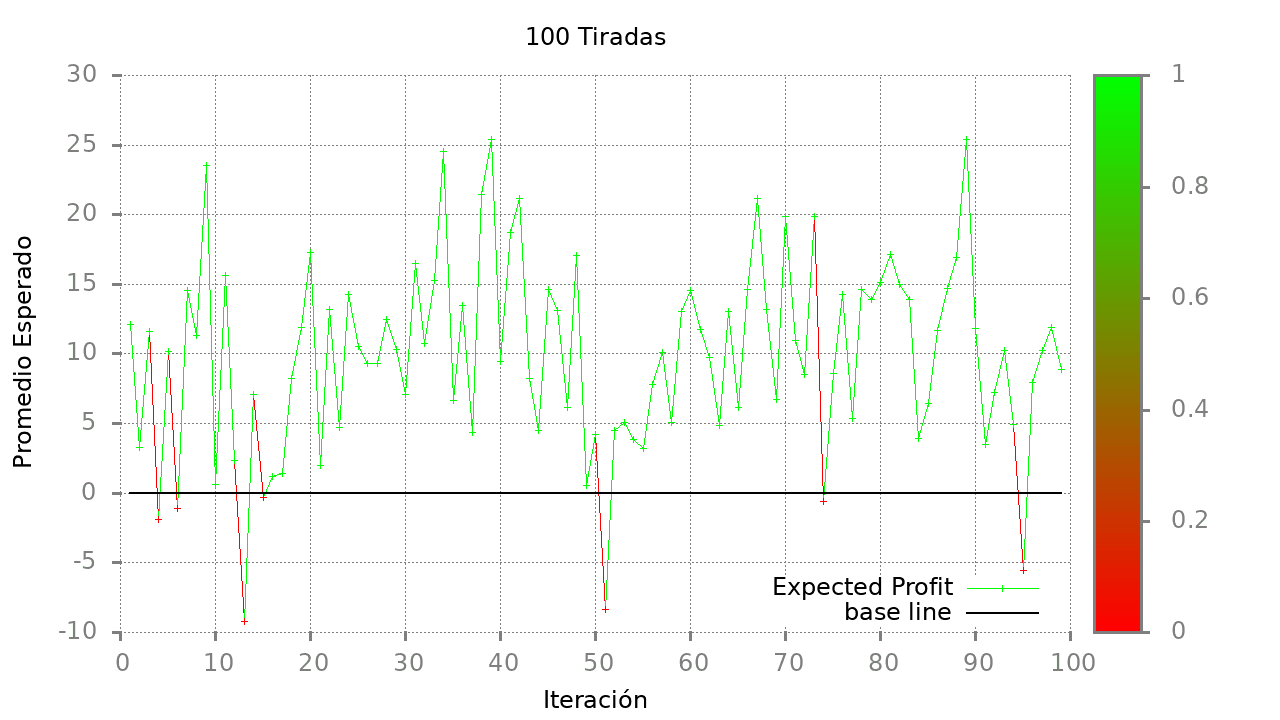 100 Tiradas
Promedio Esperado
30
25
20
15
10
5
0
-5
-10
0 10 20 30 40 50 60 70 80 90 100
Iteración
Expected Profit
base line
1
0.8
0.6
0.4
0.2
0